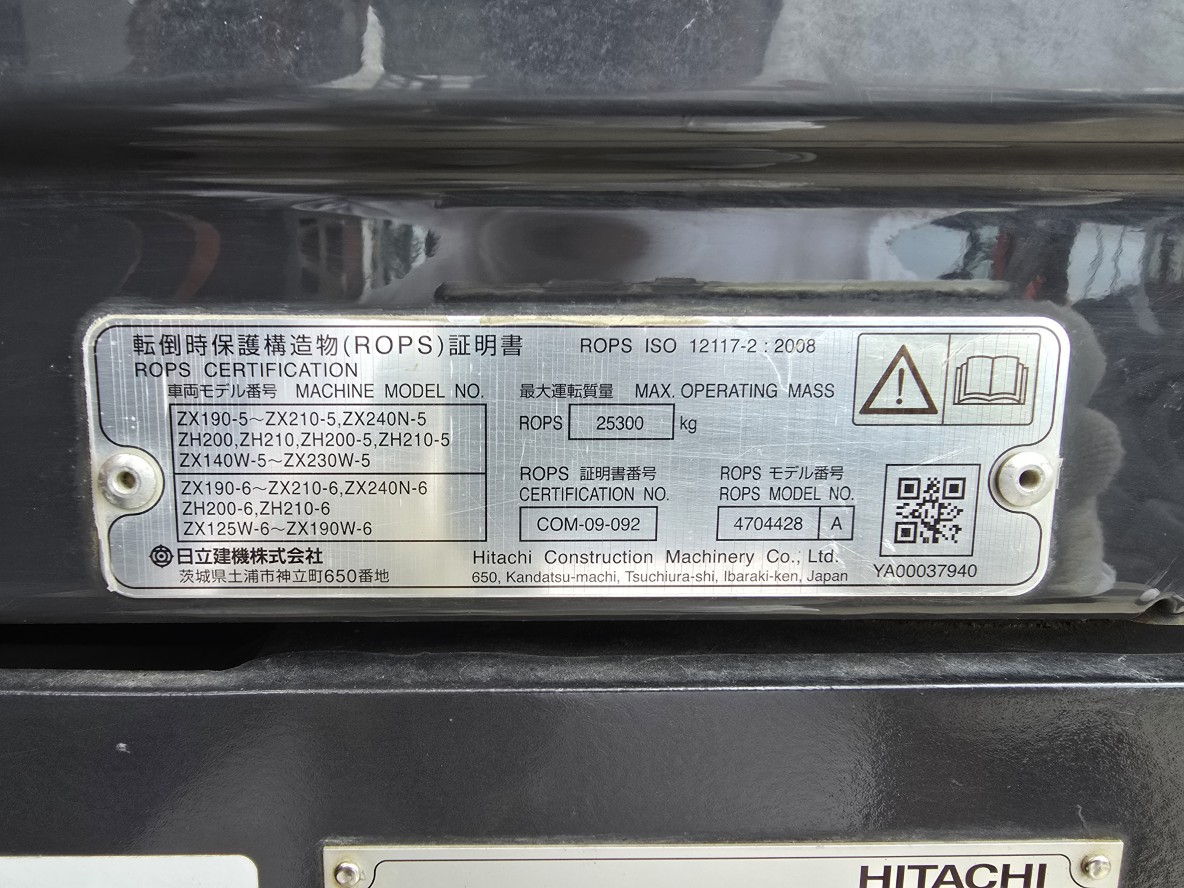 転倒時保護構造物(ROPS)証明書 ROPS ISO 12117-2 : 2008
ROPS CERTIFICATION
車両モデル番号 MACHINE MODEL NO.
ZX190-5～ZX210-5,ZX240N-5
ZH200,ZH210,ZH200-5,ZH210-5
ZX140W-5～ZX230W-5
ZX190-6～ZX210-6,ZX240N-6
ZH200-6,ZH210-6
ZX125W-6～ZX190W-6
最大運転質量 MAX. OPERATING MASS
ROPS 25300 kg
ROPS 証明書番号
CERTIFICATION NO.
COM-09-092
ROPS モデル番号
ROPS MODEL NO.
4704428 A
日立建機株式会社
茨城県土浦市神立町650番地
Hitachi Construction Machinery Co., Ltd.
650, Kandatsu-machi, Tsuchiura-shi, Ibaraki-ken, Japan
YA00037940
HITACHI